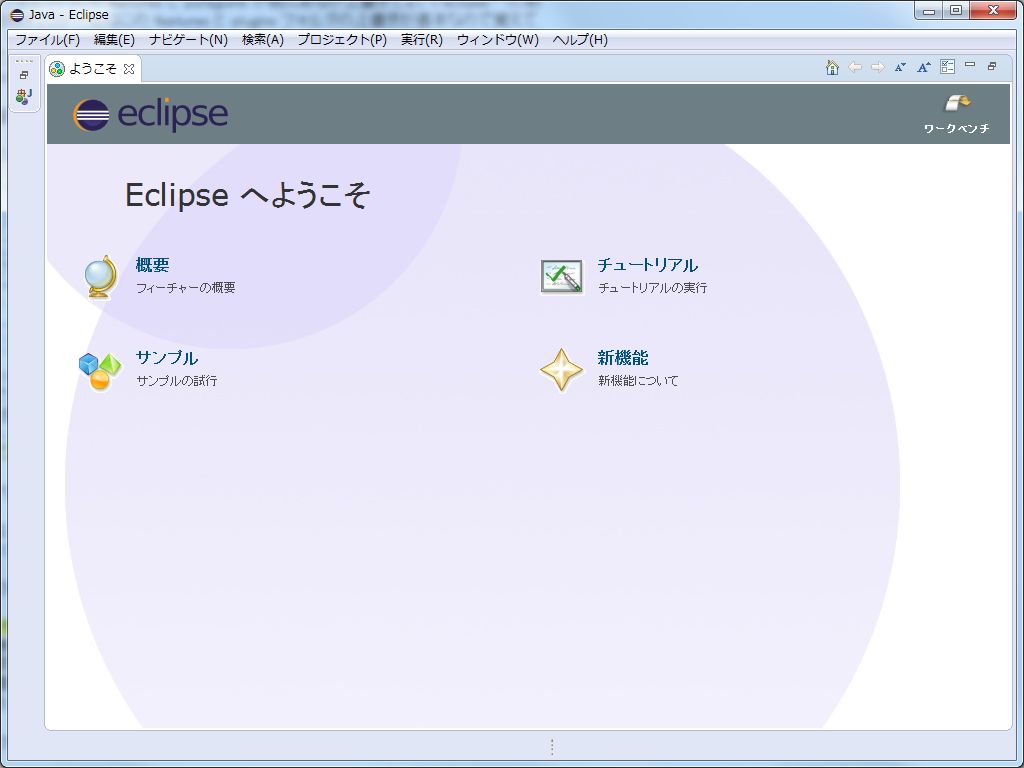 Java - Eclipse
ファイル(F) 編集(E) ナビゲート(N) 検索(A) プロジェクト(P) 実行(R) ウィンドウ(W) ヘルプ(H)
ようこそ
eclipse
ワークベンチ
Eclipse へようこそ
概要
フィーチャーの概要
チュートリアル
チュートリアルの実行
サンプル
サンプルの試行
新機能
新機能について